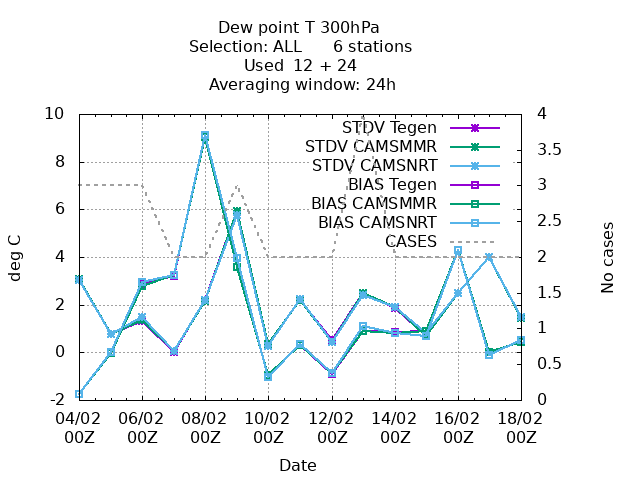 Dew point T 300hPa
Selection: ALL      6 stations
Used  12 + 24
Averaging window: 24h
10
8
6
4
2
0
-2
deg C
4
3.5
3
2.5
2
1.5
1
0.5
0
No cases
STDV Tegen
STDV CAMSMMR
STDV CAMSNRT
BIAS Tegen
BIAS CAMSMMR
BIAS CAMSNRT
CASES
04/02 06/02 08/02 10/02 12/02 14/02 16/02 18/02
00Z 00Z 00Z 00Z 00Z 00Z 00Z 00Z
Date